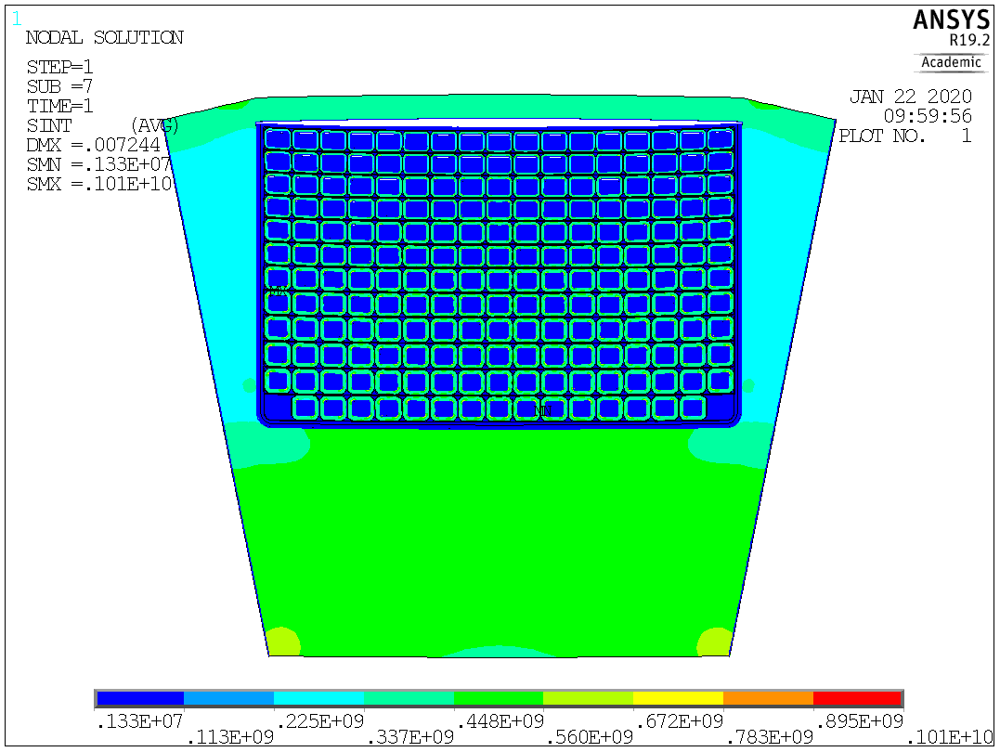 1
NODAL SOLUTION
STEP=1
SUB =7
TIME=1
SINT (AVG)
DMX =.007244
SMN =.133E+07
SMX =.101E+10
ANSYS
R19.2
Academic
JAN 22 2020
09:59:56
PLOT NO. 1
MX
MN
.133E+07 .225E+09 .448E+09 .672E+09 .895E+09
.113E+09 .337E+09 .560E+09 .783E+09 .101E+10